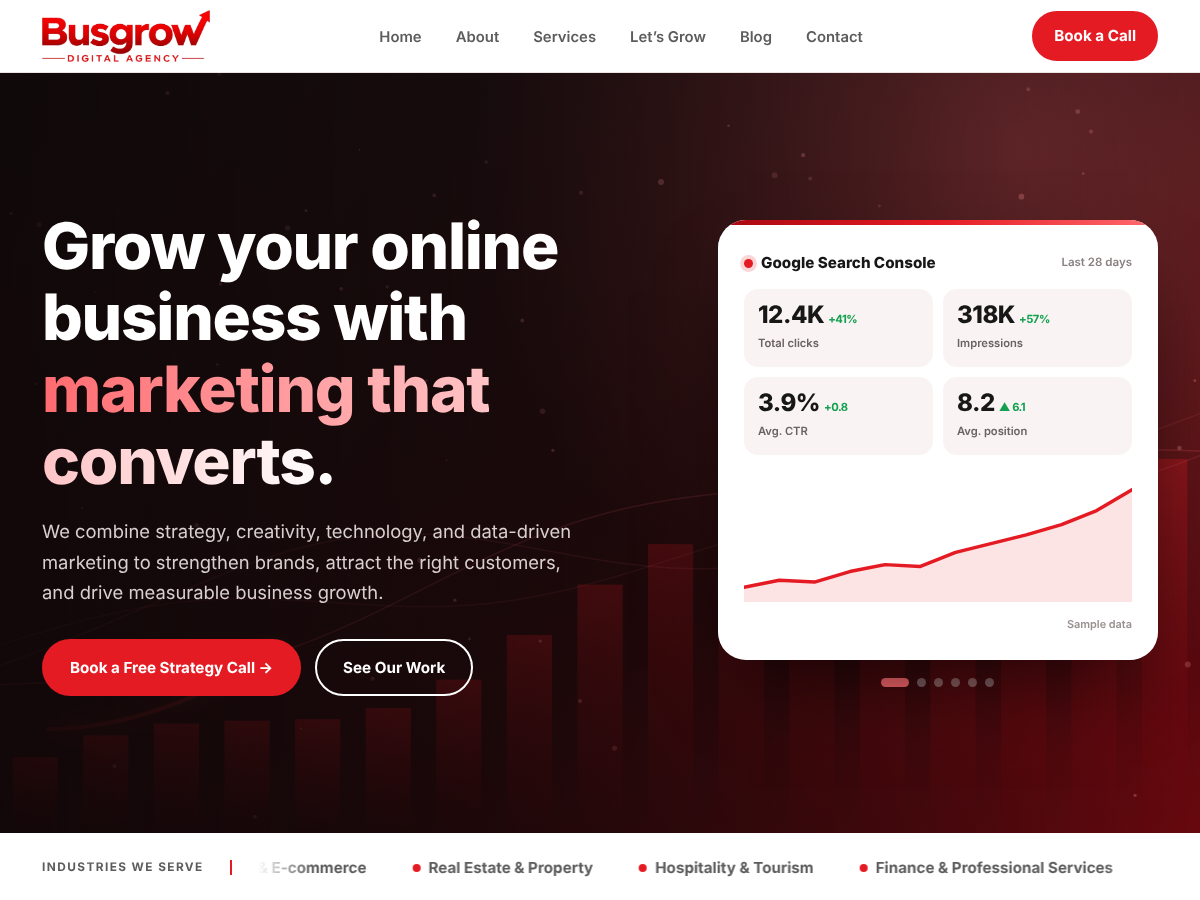 Busgrow
DIGITAL AGENCY
Home
About
Services
Let’s Grow
Blog
Contact
Book a Call
Grow your online
business with
marketing that
converts.
We combine strategy, creativity, technology, and data-driven
marketing to strengthen brands, attract the right customers,
and drive measurable business growth.
Book a Free Strategy Call →
See Our Work
Google Search Console
Last 28 days
12.4K +41%
Total clicks
318K +57%
Impressions
3.9% +0.8
Avg. CTR
8.2 ▲ 6.1
Avg. position
Sample data
INDUSTRIES WE SERVE
& E-commerce
Real Estate & Property
Hospitality & Tourism
Finance & Professional Services